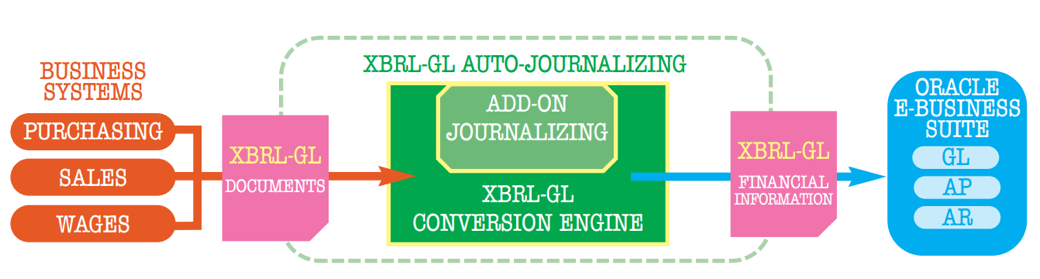 BUSINESS
SYSTEMS
PURCHASING
SALES
WAGES
XBRL-GL
DOCUMENTS
XBRL-GL AUTO-JOURNALIZING
ADD-ON
JOURNALIZING
XBRL-GL
CONVERSION ENGINE
XBRL-GL
FINANCIAL
INFORMATION
ORACLE
E-BUSINESS
SUITE
GL
AP
AR